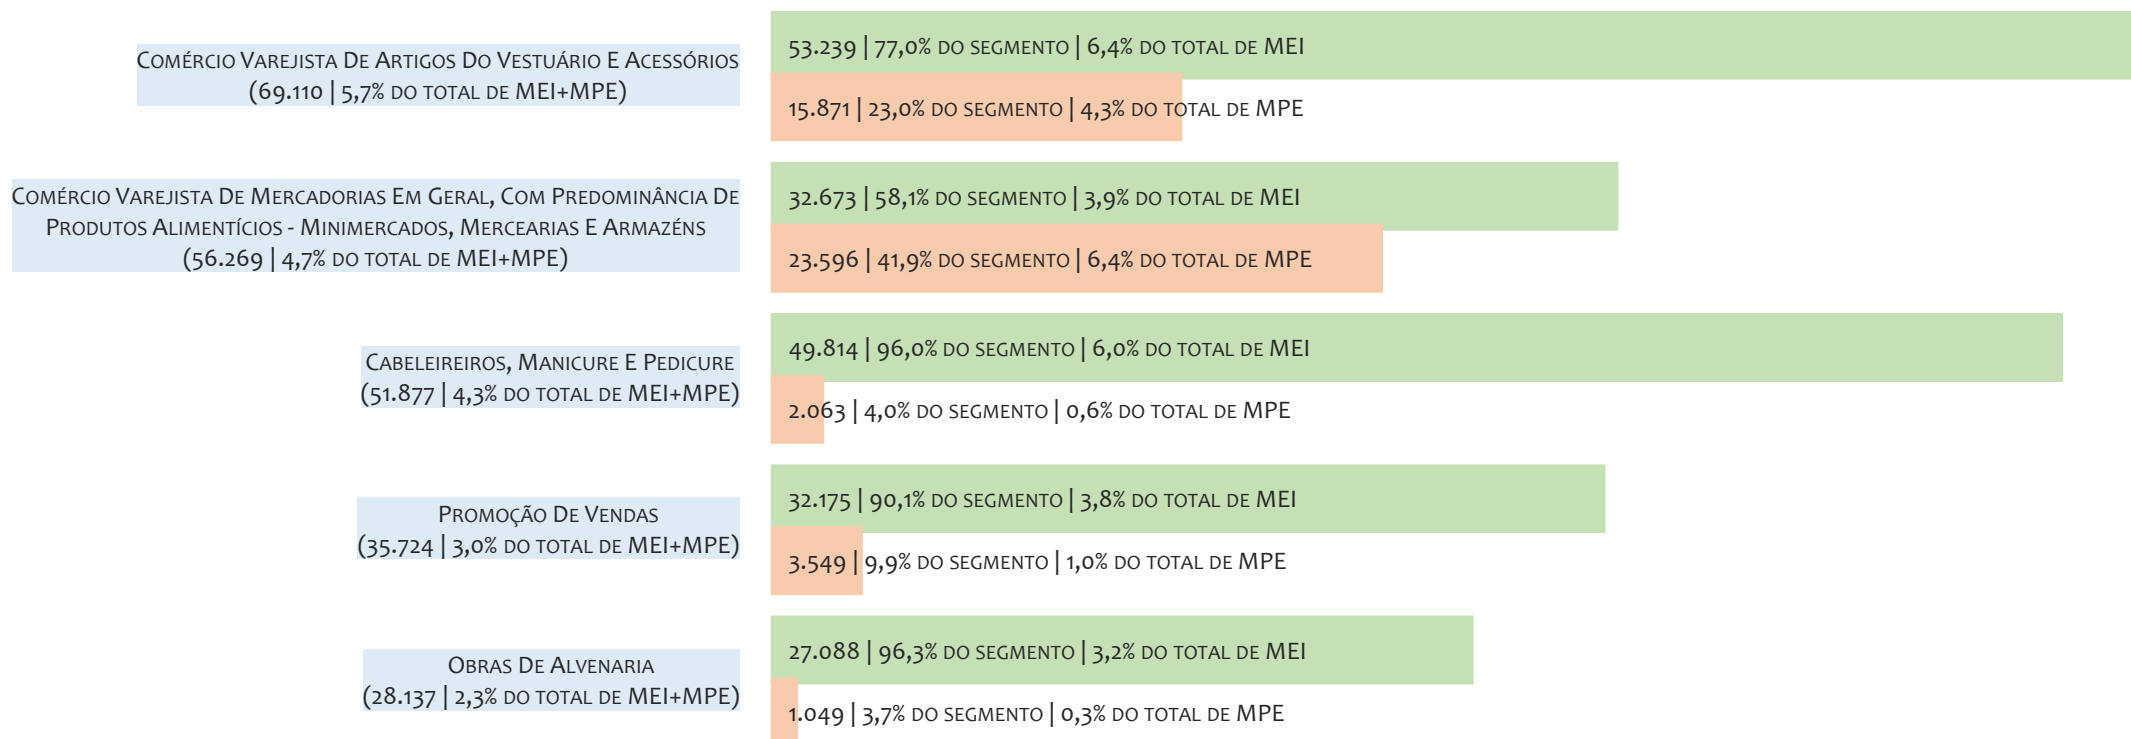 Comércio Varejista De Artigos Do Vestuário E Acessórios
(69.110 | 5,7% do total de MEI+MPE)
53.239 | 77,0% do segmento | 6,4% do total de MEI
15.871 | 23,0% do segmento | 4,3% do total de MPE
Comércio Varejista De Mercadorias Em Geral, Com Predominância De
Produtos Alimentícios - Minimercados, Mercearias E Armazéns
(56.269 | 4,7% do total de MEI+MPE)
32.673 | 58,1% do segmento | 3,9% do total de MEI
23.596 | 41,9% do segmento | 6,4% do total de MPE
Cabeleireiros, Manicure E Pedicure
(51.877 | 4,3% do total de MEI+MPE)
49.814 | 96,0% do segmento | 6,0% do total de MEI
2.063 | 4,0% do segmento | 0,6% do total de MPE
Promoção De Vendas
(35.724 | 3,0% do total de MEI+MPE)
32.175 | 90,1% do segmento | 3,8% do total de MEI
3.549 | 9,9% do segmento | 1,0% do total de MPE
Obras De Alvenaria
(28.137 | 2,3% do total de MEI+MPE)
27.088 | 96,3% do segmento | 3,2% do total de MEI
1.049 | 3,7% do segmento | 0,3% do total de MPE